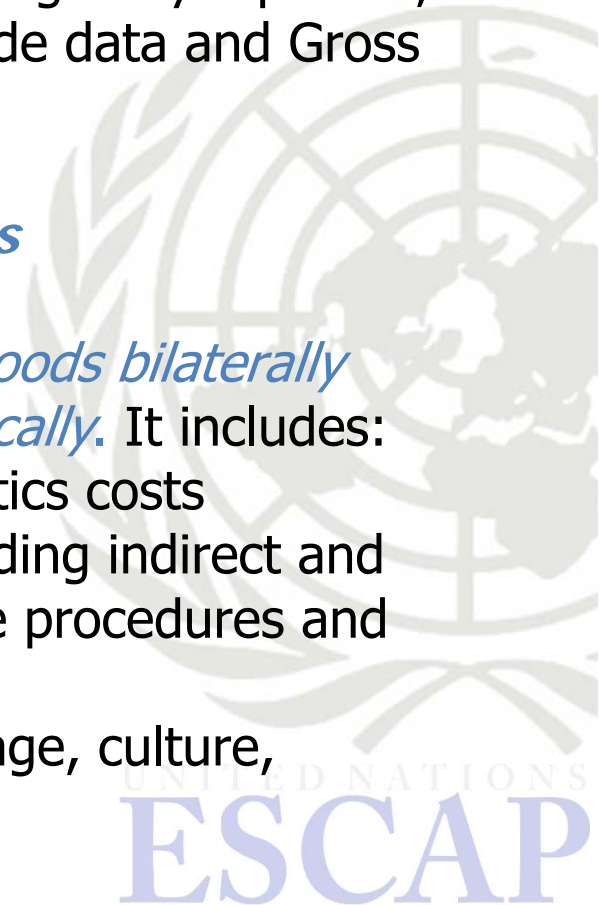 de data and Gross
s
oods bilaterally
cally. It includes:
tics costs
ding indirect and
e procedures and
age, culture,
UNITED NATIONS
ESCAP